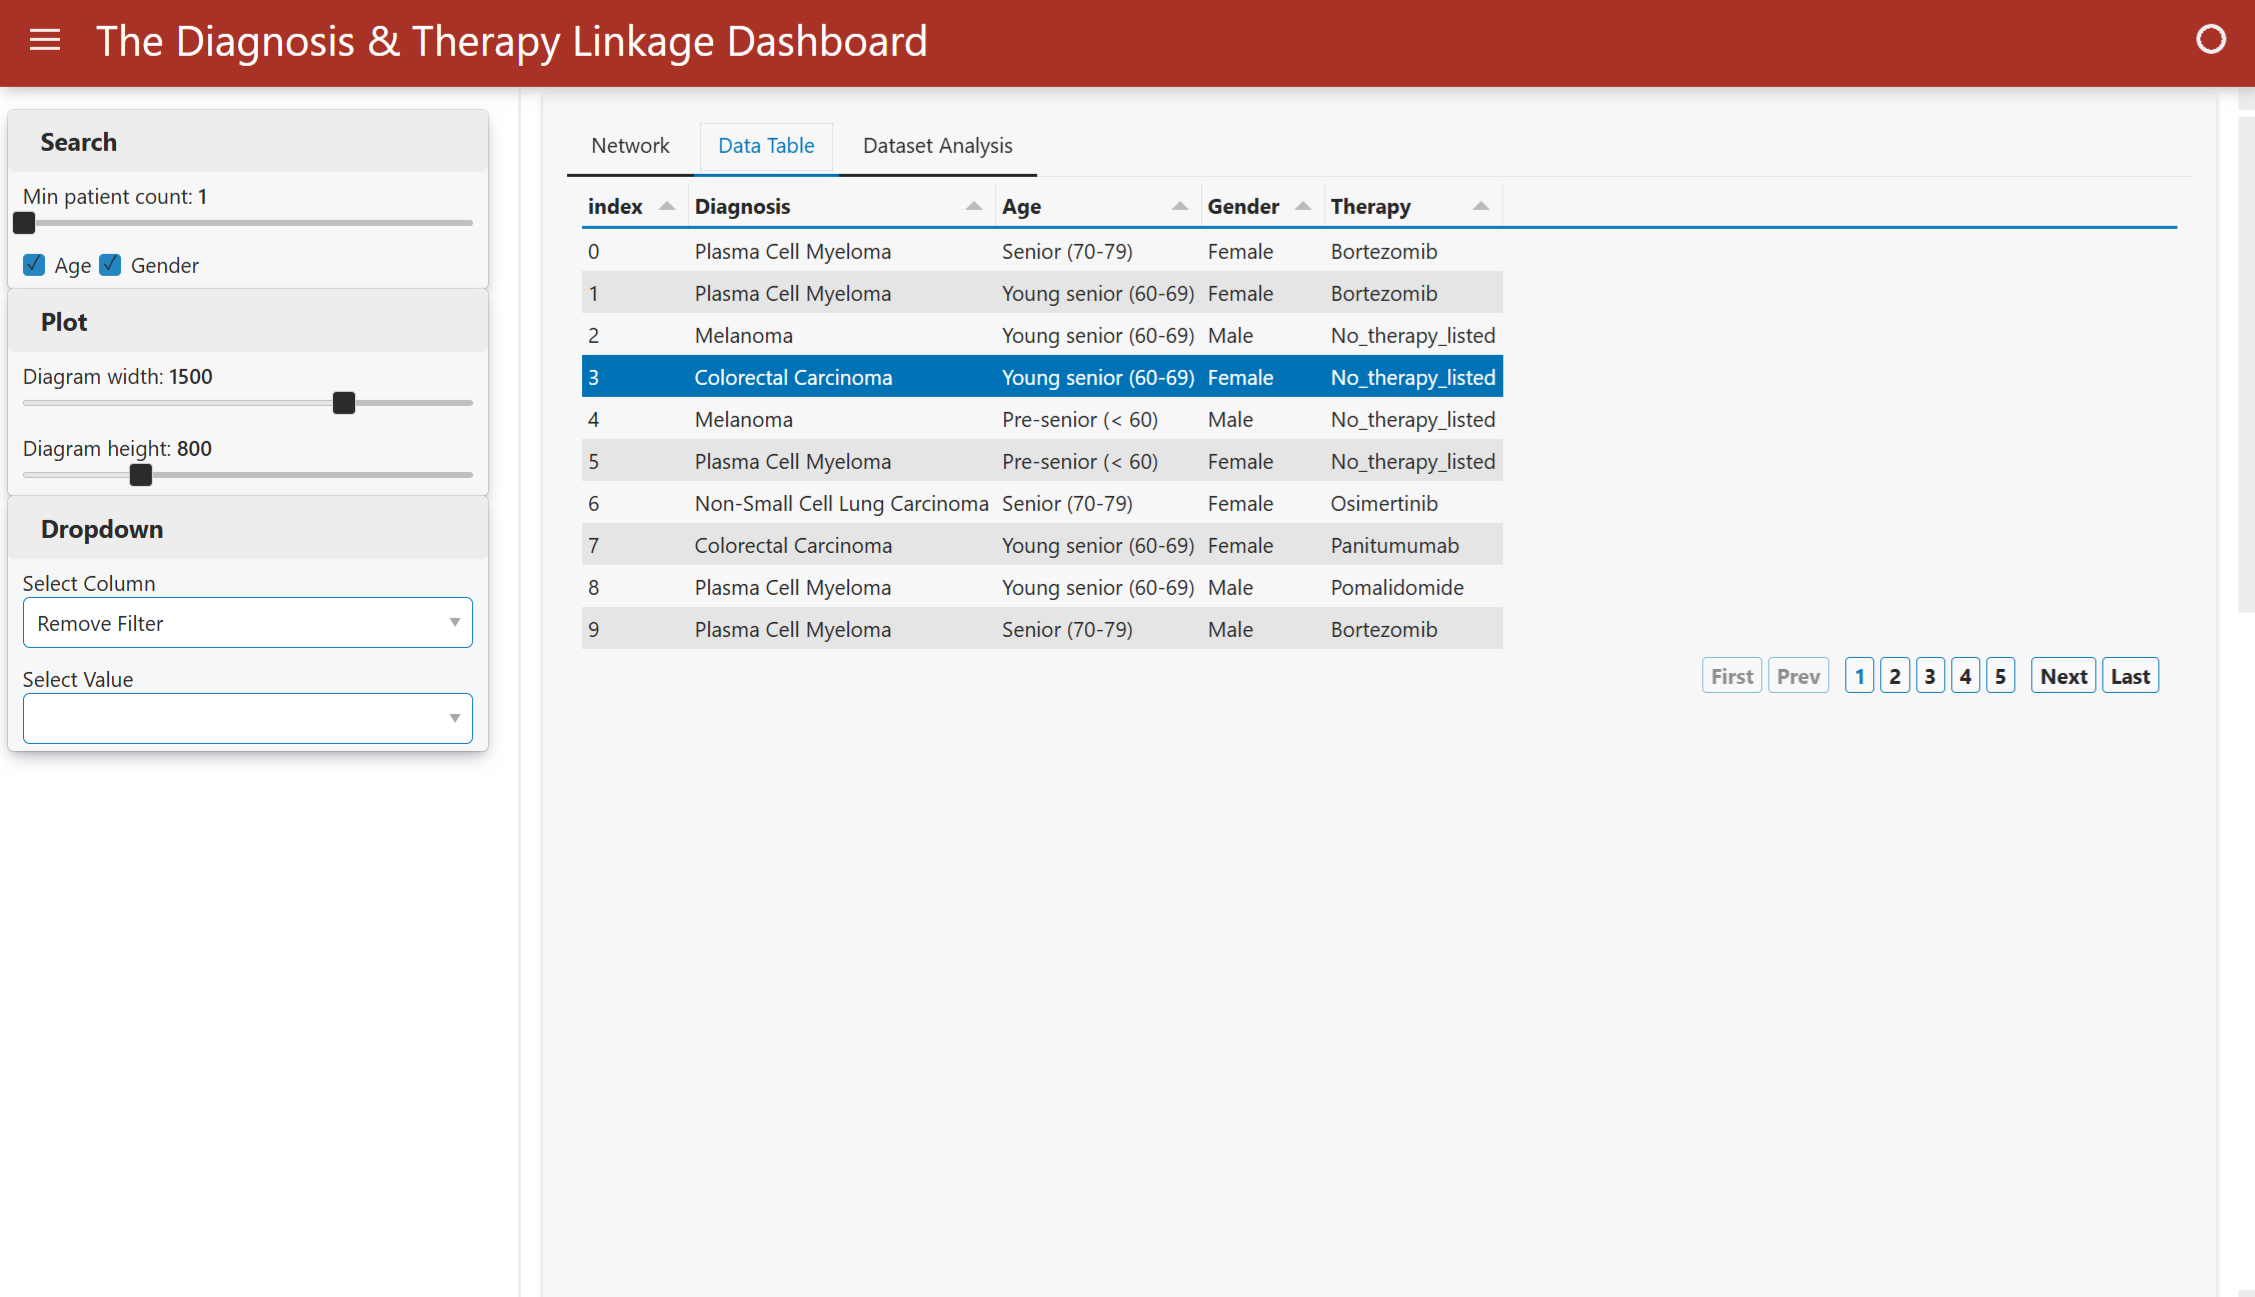 The Diagnosis & Therapy Linkage Dashboard
Search
Min patient count: 1
Age Gender
Plot
Diagram width: 1500
Diagram height: 800
Dropdown
Select Column
Remove Filter
Select Value
Network Data Table Dataset Analysis
index Diagnosis Age Gender Therapy
0 Plasma Cell Myeloma Senior (70-79) Female Bortezomib
1 Plasma Cell Myeloma Young senior (60-69) Female Bortezomib
2 Melanoma Young senior (60-69) Male No_therapy_listed
3 Colorectal Carcinoma Young senior (60-69) Female No_therapy_listed
4 Melanoma Pre-senior (< 60) Male No_therapy_listed
5 Plasma Cell Myeloma Pre-senior (< 60) Female No_therapy_listed
6 Non-Small Cell Lung Carcinoma Senior (70-79) Female Osimertinib
7 Colorectal Carcinoma Young senior (60-69) Female Panitumumab
8 Plasma Cell Myeloma Young senior (60-69) Male Pomalidomide
9 Plasma Cell Myeloma Senior (70-79) Male Bortezomib
First Prev 1 2 3 4 5 Next Last